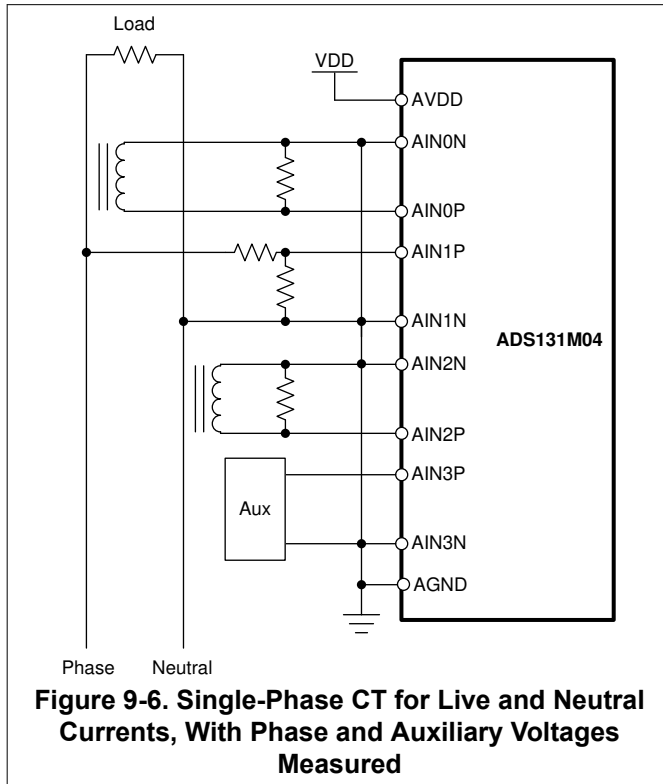 Load
VDD
AVDD
AIN0N
AIN0P
AIN1P
AIN1N
ADS131M04
AIN2N
AIN2P
AIN3P
Aux
AIN3N
AGND
Phase
Neutral
Figure 9-6. Single-Phase CT for Live and Neutral
Currents, With Phase and Auxiliary Voltages
Measured